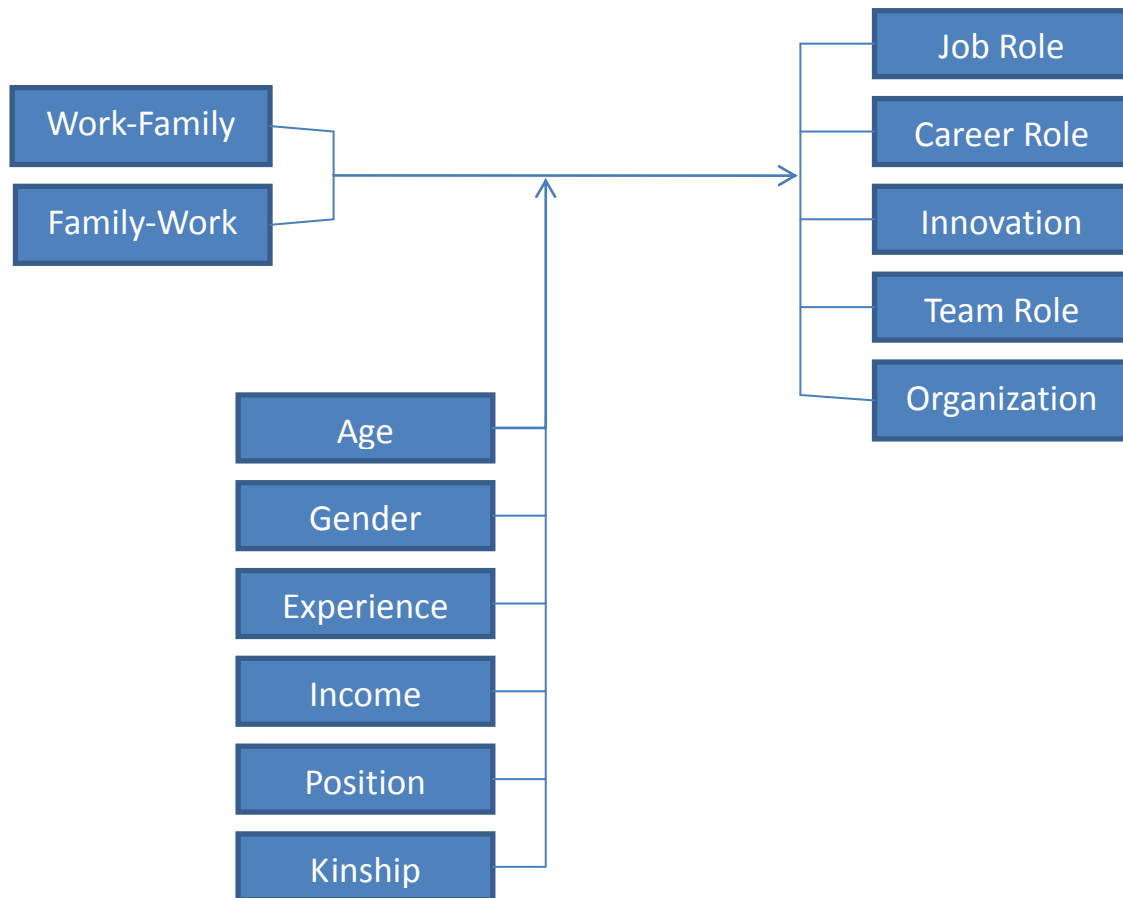 Work-Family
Family-Work
Job Role
Career Role
Innovation
Team Role
Organization
Age
Gender
Experience
Income
Position
Kinship